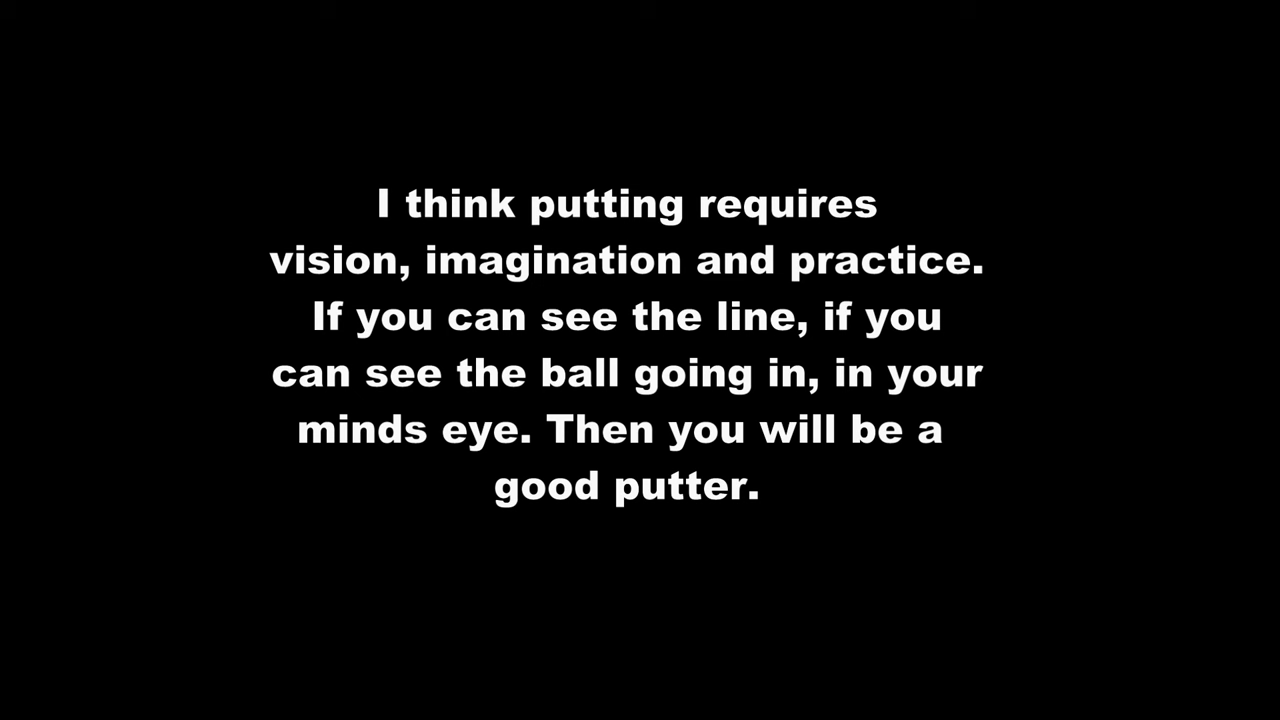 I think putting requires
vision, imagination and practice.
If you can see the line, if you
can see the ball going in, in your
minds eye. Then you will be a
good putter.